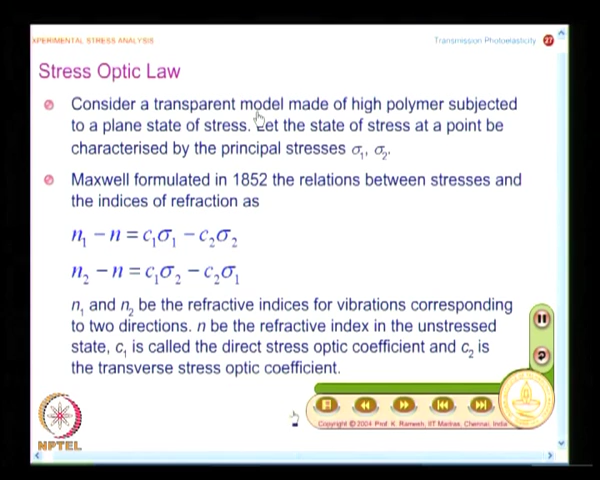 XPERIMENTAL STRESS ANALYSIS
Transmission Photoelasticity 27
Stress Optic Law
Consider a transparent model made of high polymer subjected
to a plane state of stress. Let the state of stress at a point be
characterised by the principal stresses σ₁, σ₂.
Maxwell formulated in 1852 the relations between stresses and
the indices of refraction as
n₁ − n = c₁σ₁ − c₂σ₂
n₂ − n = c₁σ₂ − c₂σ₁
n₁ and n₂ be the refractive indices for vibrations corresponding
to two directions. n be the refractive index in the unstressed
state, c₁ is called the direct stress optic coefficient and c₂ is
the transverse stress optic coefficient.
Copyright © 2004 Prof. K. Ramesh, IIT Madras, Chennai, India
NPTEL